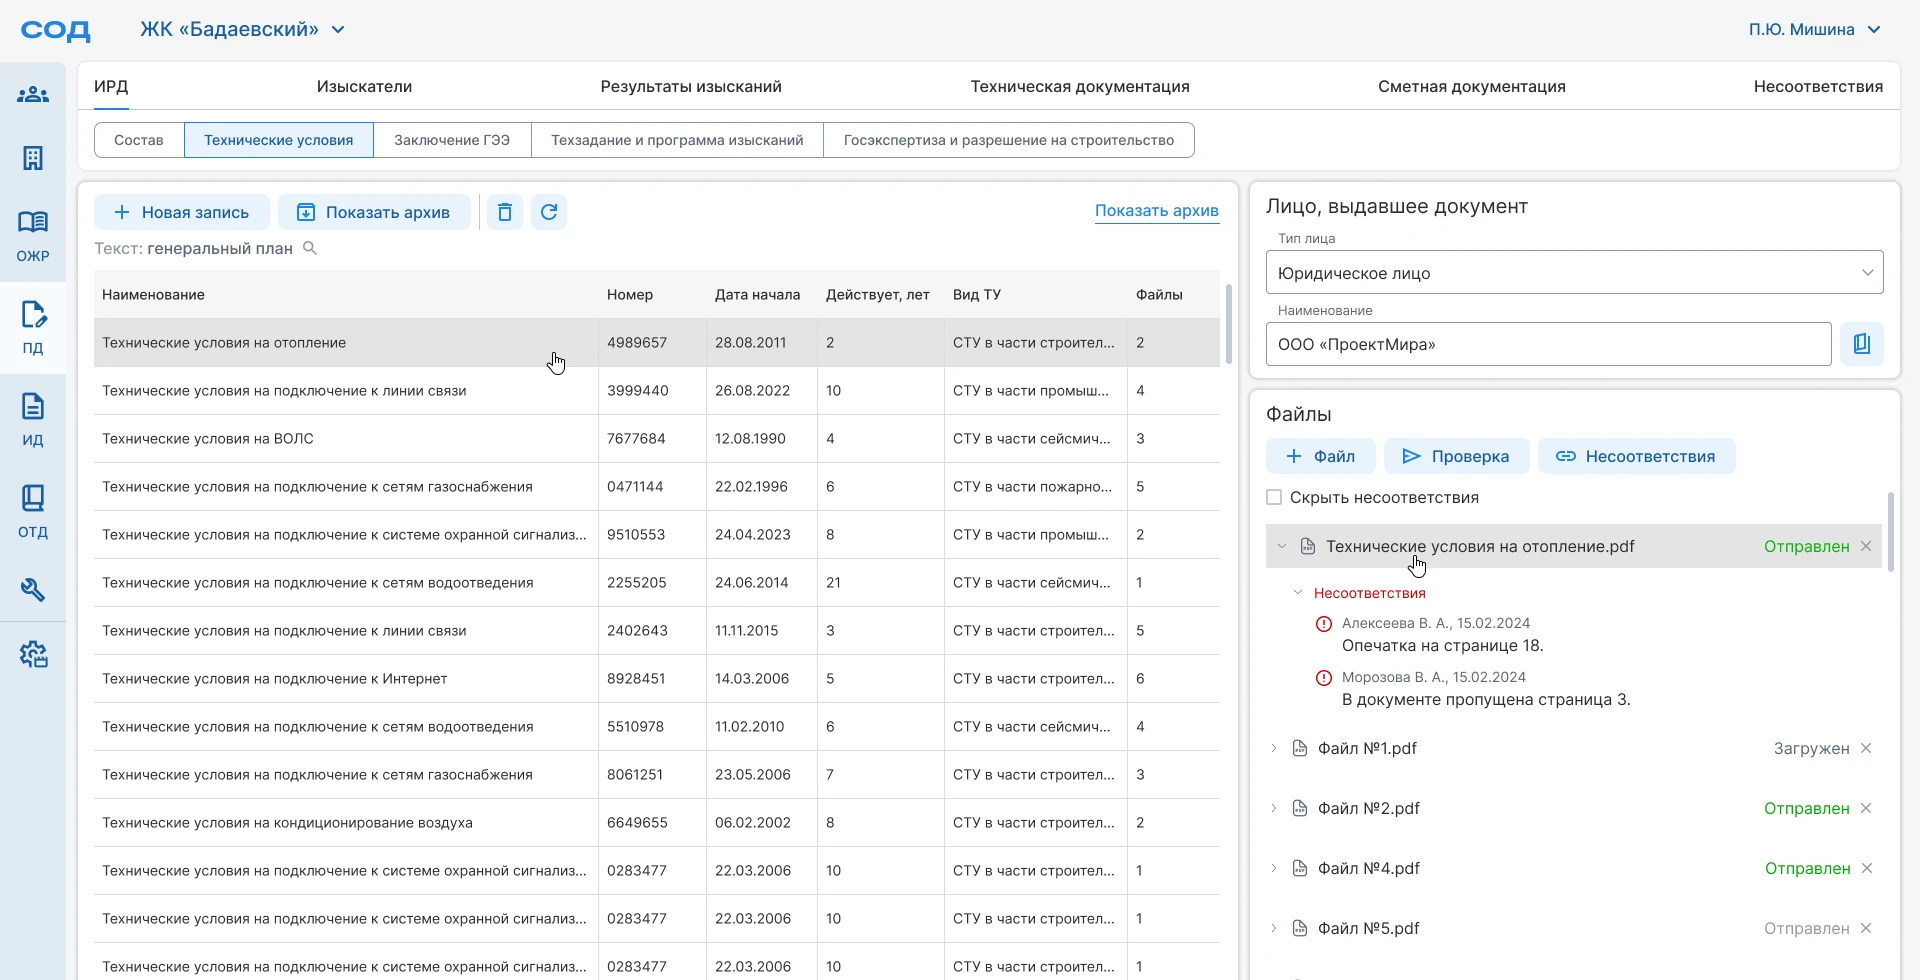 СОД
ЖК «Бадаевский»
П.Ю. Мишина
ИРД Изыскатели Результаты изысканий Техническая документация Сметная документация Несоответствия
Состав Технические условия Заключение ГЭЭ Техзадание и программа изысканий Госэкспертиза и разрешение на строительство
ОЖР
ПД
ИД
ОТД
Новая запись Показать архив Показать архив
Текст: генеральный план
Наименование Номер Дата начала Действует, лет Вид ТУ Файлы
Технические условия на отопление 4989657 28.08.2011 2 СТУ в части строител... 2
Технические условия на подключение к линии связи 3999440 26.08.2022 10 СТУ в части промыш... 4
Технические условия на ВОЛС 7677684 12.08.1990 4 СТУ в части сейсмич... 3
Технические условия на подключение к сетям газоснабжения 0471144 22.02.1996 6 СТУ в части пожарно... 5
Технические условия на подключение к системе охранной сигнализ... 9510553 24.04.2023 8 СТУ в части промыш... 2
Технические условия на подключение к сетям водоотведения 2255205 24.06.2014 21 СТУ в части сейсмич... 1
Технические условия на подключение к линии связи 2402643 11.11.2015 3 СТУ в части строител... 5
Технические условия на подключение к Интернет 8928451 14.03.2006 5 СТУ в части строител... 6
Технические условия на подключение к сетям водоотведения 5510978 11.02.2010 6 СТУ в части сейсмич... 4
Технические условия на подключение к сетям газоснабжения 8061251 23.05.2006 7 СТУ в части строител... 3
Технические условия на кондиционирование воздуха 6649655 06.02.2002 8 СТУ в части строител... 2
Технические условия на подключение к системе охранной сигнализ... 0283477 22.03.2006 10 СТУ в части строител... 1
Технические условия на подключение к системе охранной сигнализ... 0283477 22.03.2006 10 СТУ в части строител... 1
Технические условия на подключение к системе охранной сигнализ... 0283477 22.03.2006 10 СТУ в части строител... 1
Лицо, выдавшее документ
Тип лица
Юридическое лицо
Наименование
ООО «ПроектМира»
Файлы
Файл Проверка Несоответствия
Скрыть несоответствия
Технические условия на отопление.pdf Отправлен
Несоответствия
Алексеева В. А., 15.02.2024
Опечатка на странице 18.
Морозова В. А., 15.02.2024
В документе пропущена страница 3.
Файл №1.pdf Загружен
Файл №2.pdf Отправлен
Файл №4.pdf Отправлен
Файл №5.pdf Отправлен